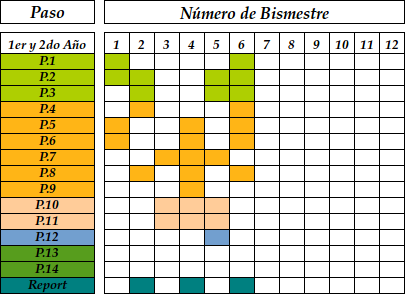 Paso Número de Bismestre
1er y 2do Año 1 2 3 4 5 6 7 8 9 10 11 12
P.1
P.2
P.3
P.4
P.5
P.6
P.7
P.8
P.9
P.10
P.11
P.12
P.13
P.14
Report